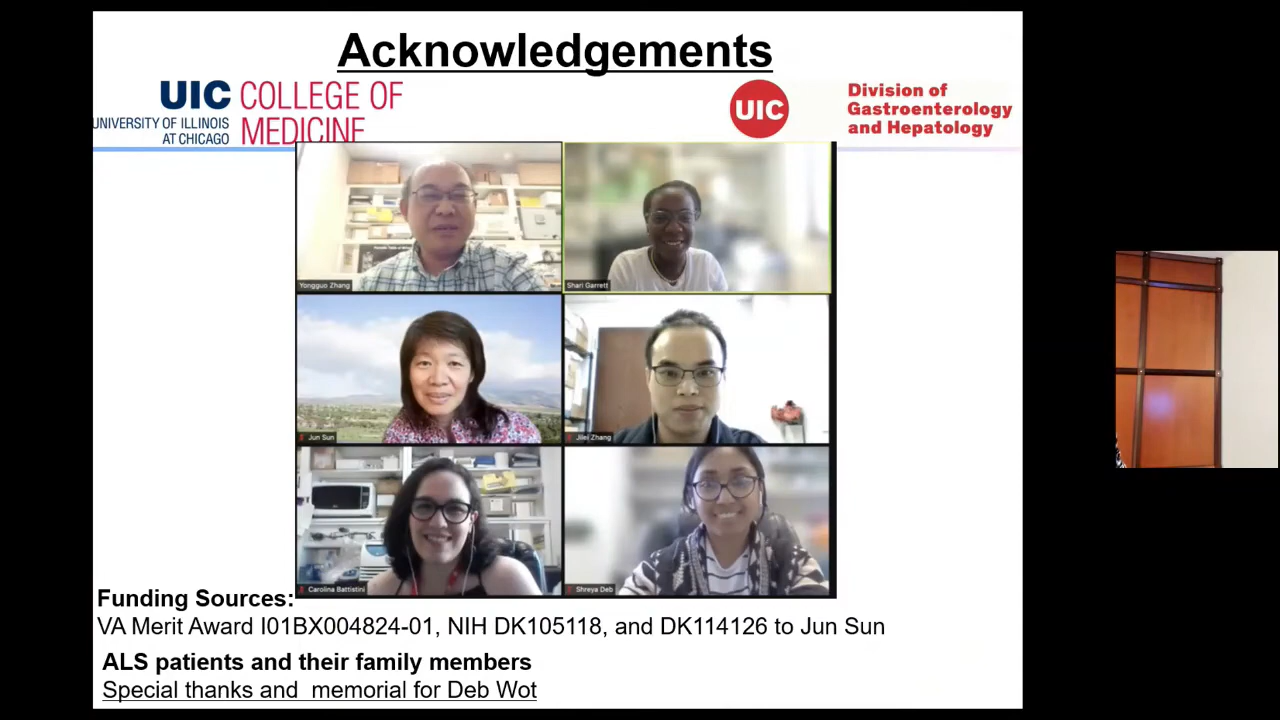 Acknowledgements
UIC COLLEGE OF
UNIVERSITY OF ILLINOIS
AT CHICAGO MEDICINE
UIC
Division of
Gastroenterology
and Hepatology
Yongguo Zhang
Shari Garrett
Jun Sun
Jilei Zhang
Carolina Battistini
Shreya Deb
Funding Sources:
VA Merit Award I01BX004824-01, NIH DK105118, and DK114126 to Jun Sun
ALS patients and their family members
Special thanks and memorial for Deb Wot